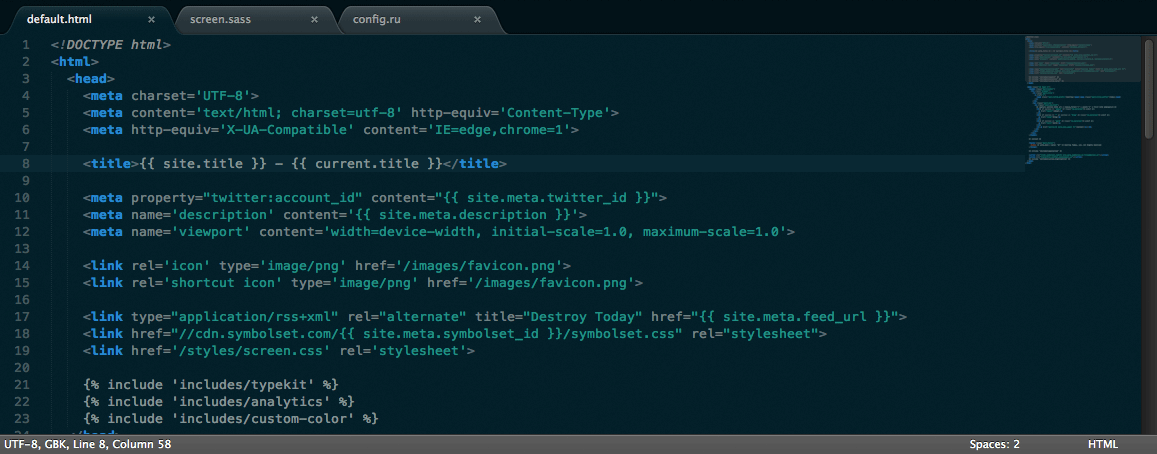 default.html × screen.sass × config.ru ×
1 <!DOCTYPE html>
2 <html>
3 <head>
4 <meta charset='UTF-8'>
5 <meta content='text/html; charset=utf-8' http-equiv='Content-Type'>
6 <meta http-equiv='X-UA-Compatible' content='IE=edge,chrome=1'>
7
8 <title>{{ site.title }} — {{ current.title }}</title>
9
10 <meta property="twitter:account_id" content="{{ site.meta.twitter_id }}">
11 <meta name='description' content='{{ site.meta.description }}'>
12 <meta name='viewport' content='width=device-width, initial-scale=1.0, maximum-scale=1.0'>
13
14 <link rel='icon' type='image/png' href='/images/favicon.png'>
15 <link rel='shortcut icon' type='image/png' href='/images/favicon.png'>
16
17 <link type="application/rss+xml" rel="alternate" title="Destroy Today" href="{{ site.meta.feed_url }}">
18 <link href="//cdn.symbolset.com/{{ site.meta.symbolset_id }}/symbolset.css" rel="stylesheet">
19 <link href='/styles/screen.css' rel='stylesheet'>
20
21 {% include 'includes/typekit' %}
22 {% include 'includes/analytics' %}
23 {% include 'includes/custom-color' %}
UTF-8, GBK, Line 8, Column 58 Spaces: 2 HTML